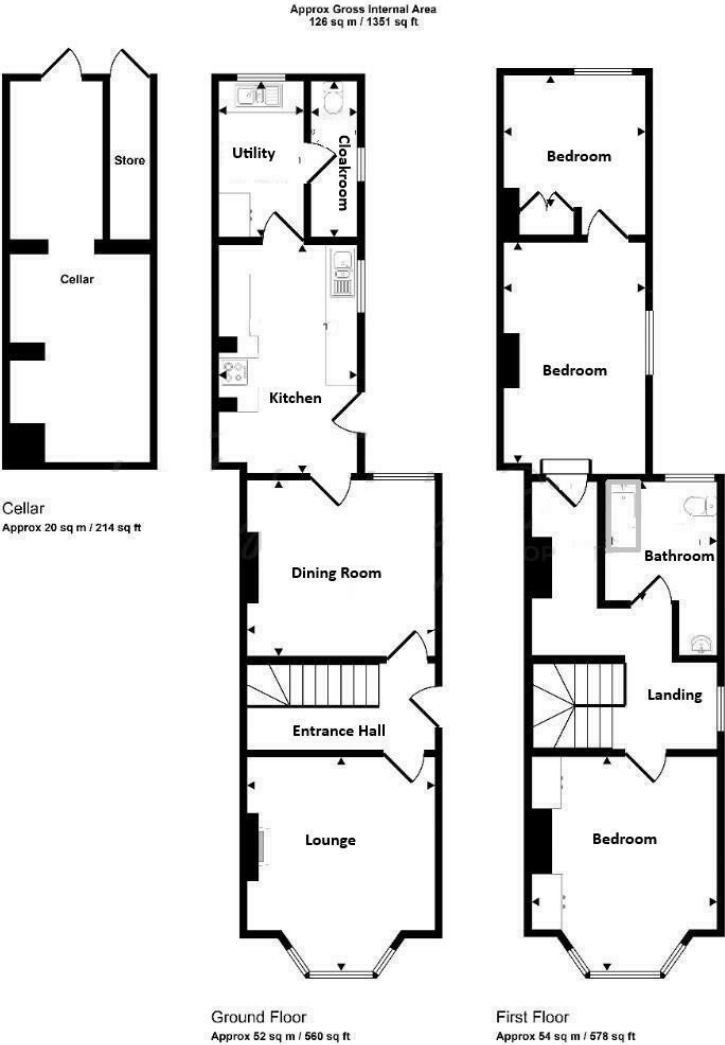 Approx Gross Internal Area
126 sq m / 1351 sq ft
Store
Cellar
Cellar
Approx 20 sq m / 214 sq ft
Utility
Cloakroom
Kitchen
Dining Room
Entrance Hall
Lounge
Ground Floor
Approx 52 sq m / 560 sq ft
Bedroom
Bedroom
Bathroom
Landing
Bedroom
First Floor
Approx 54 sq m / 578 sq ft